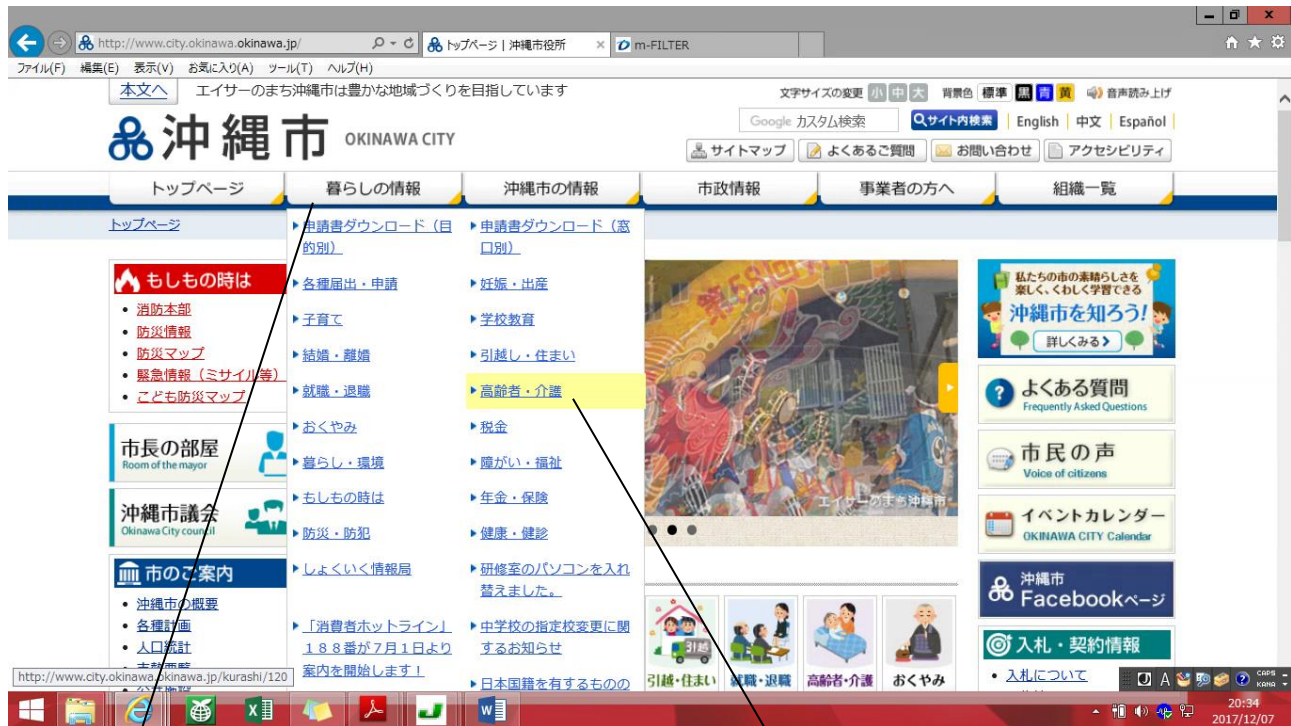 http://www.city.okinawa.okinawa.jp/
トップページ | 沖縄市役所
m-FILTER
ファイル(F) 編集(E) 表示(V) お気に入り(A) ツール(T) ヘルプ(H)
本文へ エイサーのまち沖縄市は豊かな地域づくりを目指しています
文字サイズの変更 小 中 大 背景色 標準 黒 青 黄 音声読み上げ
沖縄市 OKINAWA CITY
Google カスタム検索 サイト内検索 English 中文 Español
サイトマップ よくあるご質問 お問い合わせ アクセシビリティ
トップページ 暮らしの情報 沖縄市の情報 市政情報 事業者の方へ 組織一覧
トップページ
もしもの時は
• 消防本部
• 防災情報
• 防災マップ
• 緊急情報（ミサイル等）
• こども防災マップ
市長の部屋
Room of the mayor
沖縄市議会
Okinawa City council
市のご案内
• 沖縄市の概要
• 各種計画
• 人口統計
http://www.city.okinawa.okinawa.jp/kurashi/120
申請書ダウンロード（目
的別）
各種届出・申請
子育て
結婚・離婚
就職・退職
おくやみ
暮らし・環境
もしもの時は
防災・防犯
しょくいく情報局
「消費者ホットライン」
１８８番が7月1日より
案内を開始します！
申請書ダウンロード（窓
口別）
妊娠・出産
学校教育
引越し・住まい
高齢者・介護
税金
障がい・福祉
年金・保険
健康・健診
研修室のパソコンを入れ
替えました。
中学校の指定校変更に関
するお知らせ
日本国籍を有するものの
第58回
エイサーのまち沖縄市
引越
引越・住まい 就職・退職 高齢者・介護 おくやみ
私たちの市の素晴らしさを
楽しく、くわしく学習できる
沖縄市を知ろう!
詳しくみる
よくある質問
Frequently Asked Questions
市民の声
Voice of citizens
イベントカレンダー
OKINAWA CITY Calendar
沖縄市
Facebookページ
入札・契約情報
• 入札について
A
CAPS
KANA
20:34
2017/12/07